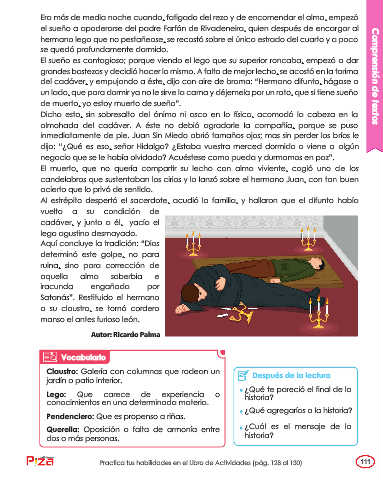 Era más de media noche cuando, fatigado del rezo y de encomendar el alma, empezó
el sueño a apoderarse del padre Farfán de Rivadeneira, quien después de encargar al
hermano lego que no pestañease, se recostó sobre el único estrado del cuarto y a poco
se quedó profundamente dormido.
El sueño es contagioso; porque viendo el lego que su superior roncaba, empezó a dar
grandes bostezos y decidió hacer lo mismo. A falta de mejor lecho, se acostó en la tarima
del cadáver, y empujando a éste, dijo con aire de broma: “Hermano difunto, hágase a
un lado, que para dormir ya no le sirve la cama y déjemela por un rato, que si tiene sueño
de muerto, yo estoy muerto de sueño”.
Dicho esto, sin sobresalto del ánimo ni asco en lo físico, acomodó la cabeza en la
almohada del cadáver. A éste no debió agradarle la compañía, porque se puso
inmediatamente de pie. Juan Sin Miedo abrió tamaños ojos; mas sin perder los bríos le
dijo: “¿Qué es eso, señor Hidalgo? ¿Estaba vuestra merced dormido o viene a algún
negocio que se le había olvidado? Acuéstese como pueda y durmamos en paz”.
El muerto, que no quería compartir su lecho con alma viviente, cogió uno de los
candelabros que sustentaban los cirios y lo lanzó sobre el hermano Juan, con tan buen
acierto que lo privó de sentido.
Al estrépito despertó el sacerdote, acudió la familia, y hallaron que el difunto había
vuelto a su condición de
cadáver, y junto a él, yacía el
lego agustino desmayado.
Aquí concluye la tradición: “Dios
determinó este golpe, no para
ruina, sino para corrección de
aquella alma soberbia e
iracunda engañada por
Satanás”. Restituido el hermano
a su claustro, se tornó cordero
manso el antes furioso león.
Autor: Ricardo Palma
Comprensión de textos
Vocabulario
Claustro: Galería con columnas que rodean un
jardín o patio interior.
Lego: Que carece de experiencia o
conocimientos en una determinada materia.
Pendenciero: Que es propenso a riñas.
Querella: Oposición o falta de armonía entre
dos o más personas.
Después de la lectura
¿Qué te pareció el final de la
historia?
¿Qué agregarías a la historia?
¿Cuál es el mensaje de la
historia?
Practica tus habilidades en el Libro de Actividades (pág. 128 al 130)
111